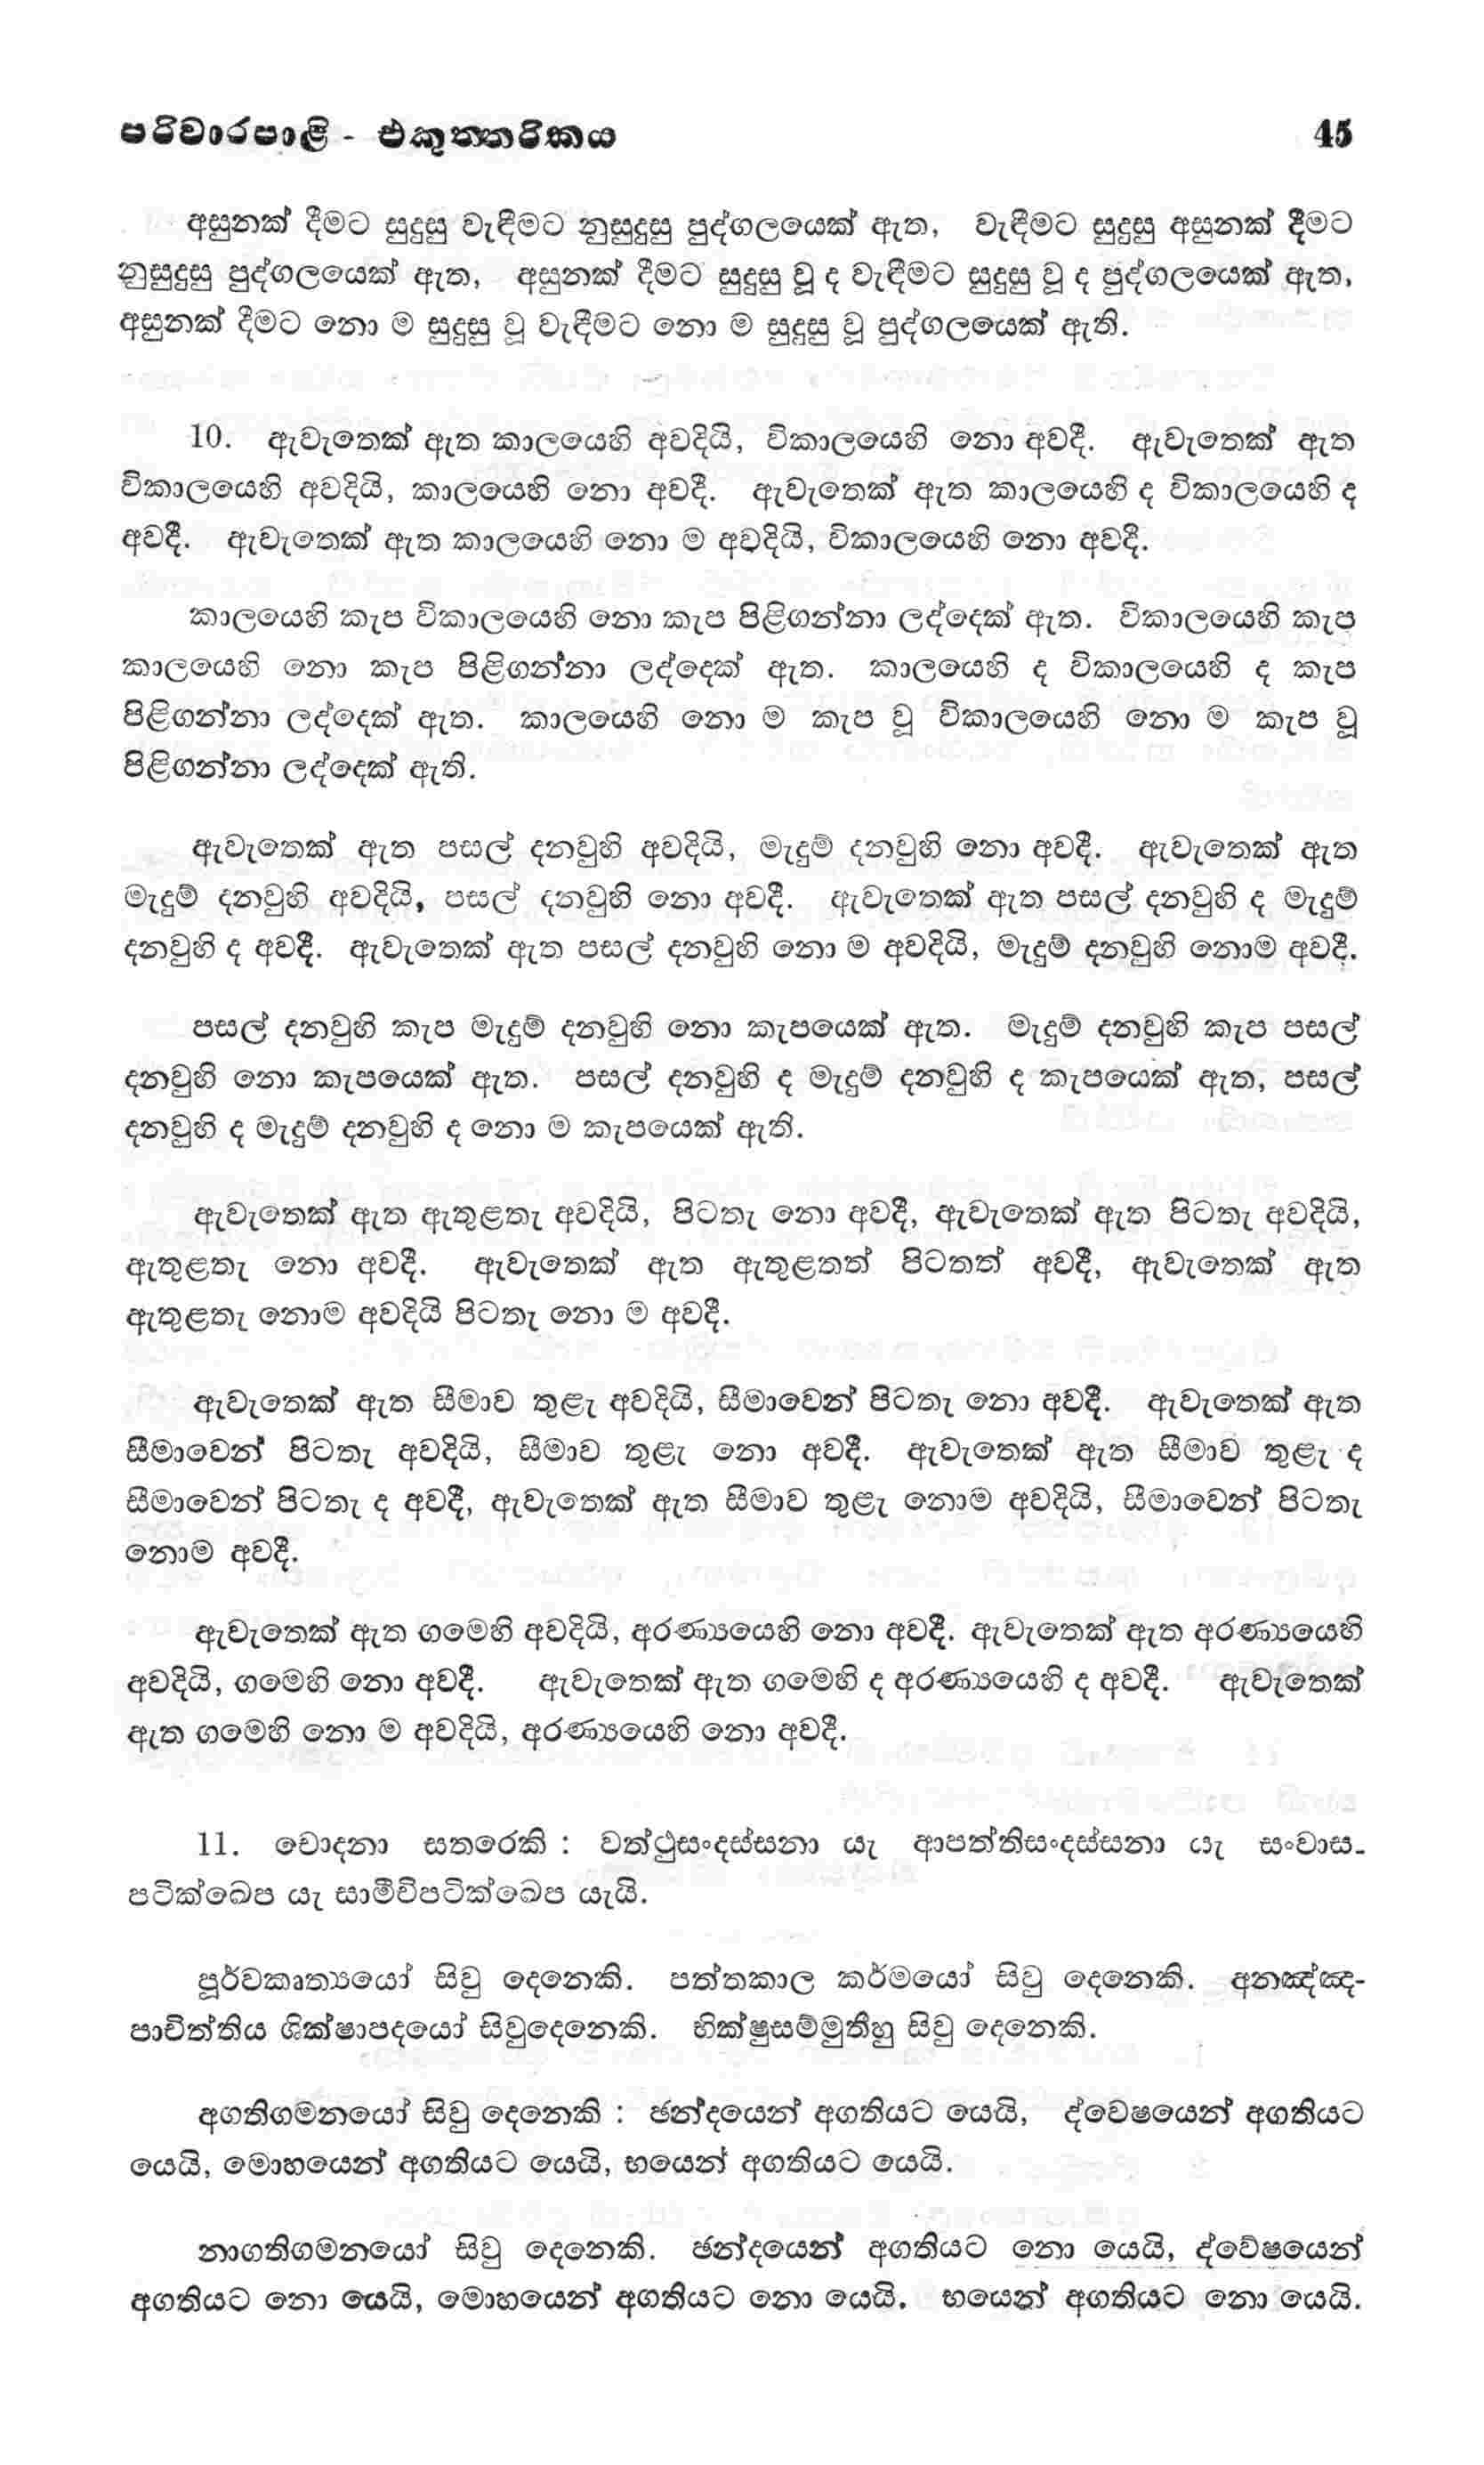 පරිවාරපාළි - එකුත්තරිකය 45
අසුනක් දීමට සුදුසු වැඳීමට නුසුදුසු පුද්ගලයෙක් ඇත, වැඳීමට සුදුසු අසුනක් දීමට
නුසුදුසු පුද්ගලයෙක් ඇත, අසුනක් දීමට සුදුසු වූ ද වැඳීමට සුදුසු වූ ද පුද්ගලයෙක් ඇත,
අසුනක් දීමට නො ම සුදුසු වූ වැඳීමට නො ම සුදුසු වූ පුද්ගලයෙක් ඇති.
10. ඇවැතෙක් ඇත කාලයෙහි අවදියි, විකාලයෙහි නො අවදී. ඇවැතෙක් ඇත
විකාලයෙහි අවදියි, කාලයෙහි නො අවදී. ඇවැතෙක් ඇත කාලයෙහි ද විකාලයෙහි ද
අවදී. ඇවැතෙක් ඇත කාලයෙහි නො ම අවදියි, විකාලයෙහි නො අවදී.
කාලයෙහි කැප විකාලයෙහි නො කැප පිළිගන්නා ලද්දෙක් ඇත. විකාලයෙහි කැප
කාලයෙහි නො කැප පිළිගන්නා ලද්දෙක් ඇත. කාලයෙහි ද විකාලයෙහි ද කැප
පිළිගන්නා ලද්දෙක් ඇත. කාලයෙහි නො ම කැප වූ විකාලයෙහි නො ම කැප වූ
පිළිගන්නා ලද්දෙක් ඇති.
ඇවැතෙක් ඇත පසල් දනවුහි අවදියි, මැදුම් දනවුහි නො අවදී. ඇවැතෙක් ඇත
මැදුම් දනවුහි අවදියි, පසල් දනවුහි නො අවදී. ඇවැතෙක් ඇත පසල් දනවුහි ද මැදුම්
දනවුහි ද අවදී. ඇවැතෙක් ඇත පසල් දනවුහි නො ම අවදියි, මැදුම් දනවුහි නොම අවදී.
පසල් දනවුහි කැප මැදුම් දනවුහි නො කැපයෙක් ඇත. මැදුම් දනවුහි කැප පසල්
දනවුහි නො කැපයෙක් ඇත. පසල් දනවුහි ද මැදුම් දනවුහි ද කැපයෙක් ඇත, පසල්
දනවුහි ද මැදුම් දනවුහි ද නො ම කැපයෙක් ඇති.
ඇවැතෙක් ඇත ඇතුළතැ අවදියි, පිටතැ නො අවදී, ඇවැතෙක් ඇත පිටතැ අවදියි,
ඇතුළතැ නො අවදී. ඇවැතෙක් ඇත ඇතුළතත් පිටතත් අවදී, ඇවැතෙක් ඇත
ඇතුළතැ නොම අවදියි පිටතැ නො ම අවදී.
ඇවැතෙක් ඇත සීමාව තුළැ අවදියි, සීමාවෙන් පිටතැ නො අවදී. ඇවැතෙක් ඇත
සීමාවෙන් පිටතැ අවදියි, සීමාව තුළැ නො අවදී. ඇවැතෙක් ඇත සීමාව තුළැ ද
සීමාවෙන් පිටතැ ද අවදී, ඇවැතෙක් ඇත සීමාව තුළැ නොම අවදියි, සීමාවෙන් පිටතැ
නොම අවදී.
ඇවැතෙක් ඇත ගමෙහි අවදියි, අරණ්‍යයෙහි නො අවදී. ඇවැතෙක් ඇත අරණ්‍යයෙහි
අවදියි, ගමෙහි නො අවදී. ඇවැතෙක් ඇත ගමෙහි ද අරණ්‍යයෙහි ද අවදී. ඇවැතෙක්
ඇත ගමෙහි නො ම අවදියි, අරණ්‍යයෙහි නො අවදී.
11. චොදනා සතරෙකි : වත්ථුසංදස්සනා යැ ආපත්තිසංදස්සනා යැ සංවාස-
පටික්ඛෙප යැ සාමීචිපටික්ඛෙප යැයි.
පූර්වකෘත්‍යයෝ සිවු දෙනෙකි. පත්තකාල කර්මයෝ සිවු දෙනෙකි. අනඤ්ඤ-
පාචිත්තිය ශික්ෂාපදයෝ සිවුදෙනෙකි. භික්ෂුසම්මුතීහු සිවු දෙනෙකි.
අගතිගමනයෝ සිවු දෙනෙකි : ඡන්දයෙන් අගතියට යෙයි, ද්වෙෂයෙන් අගතියට
යෙයි, මොහයෙන් අගතියට යෙයි, භයෙන් අගතියට යෙයි.
නාගතිගමනයෝ සිවු දෙනෙකි. ඡන්දයෙන් අගතියට නො යෙයි, ද්වේෂයෙන්
අගතියට නො යෙයි, මොහයෙන් අගතියට නො යෙයි. භයෙන් අගතියට නො යෙයි.